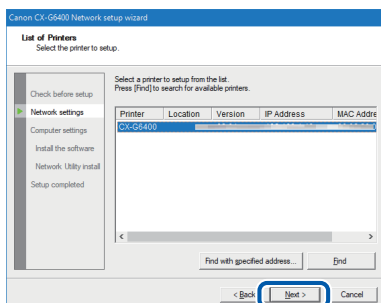 Canon CX-G6400 Network setup wizard
List of Printers
Select the printer to setup.
Check before setup
Network settings
Computer settings
Install the software
Network Utility install
Setup completed
Select a printer to setup from the list.
Press [Find] to search for available printers.
Printer Location Version IP Address MAC Addre
CX-G6400
Find with specified address... Find
< Back Next > Cancel